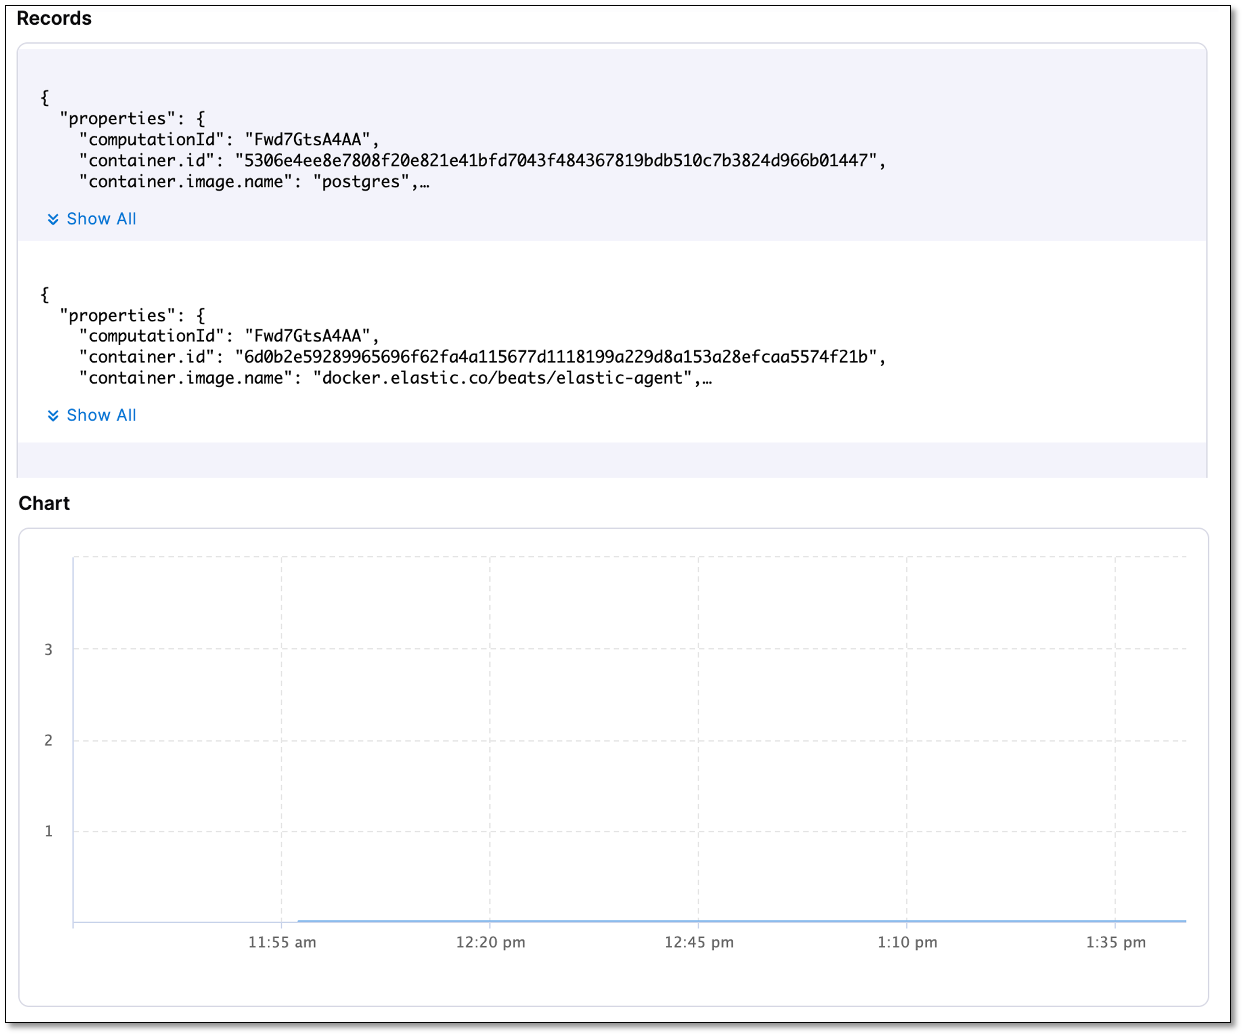 Records
{
"properties": {
"computationId": "Fwd7GtsA4AA",
"container.id": "5306e4ee8e7808f20e821e41bfd7043f484367819bdb510c7b3824d966b01447",
"container.image.name": "postgres",…
Show All
{
"properties": {
"computationId": "Fwd7GtsA4AA",
"container.id": "6d0b2e59289965696f62fa4a115677d1118199a229d8a153a28efcaa5574f21b",
"container.image.name": "docker.elastic.co/beats/elastic-agent",…
Show All
Chart
3
2
1
11:55 am 12:20 pm 12:45 pm 1:10 pm 1:35 pm